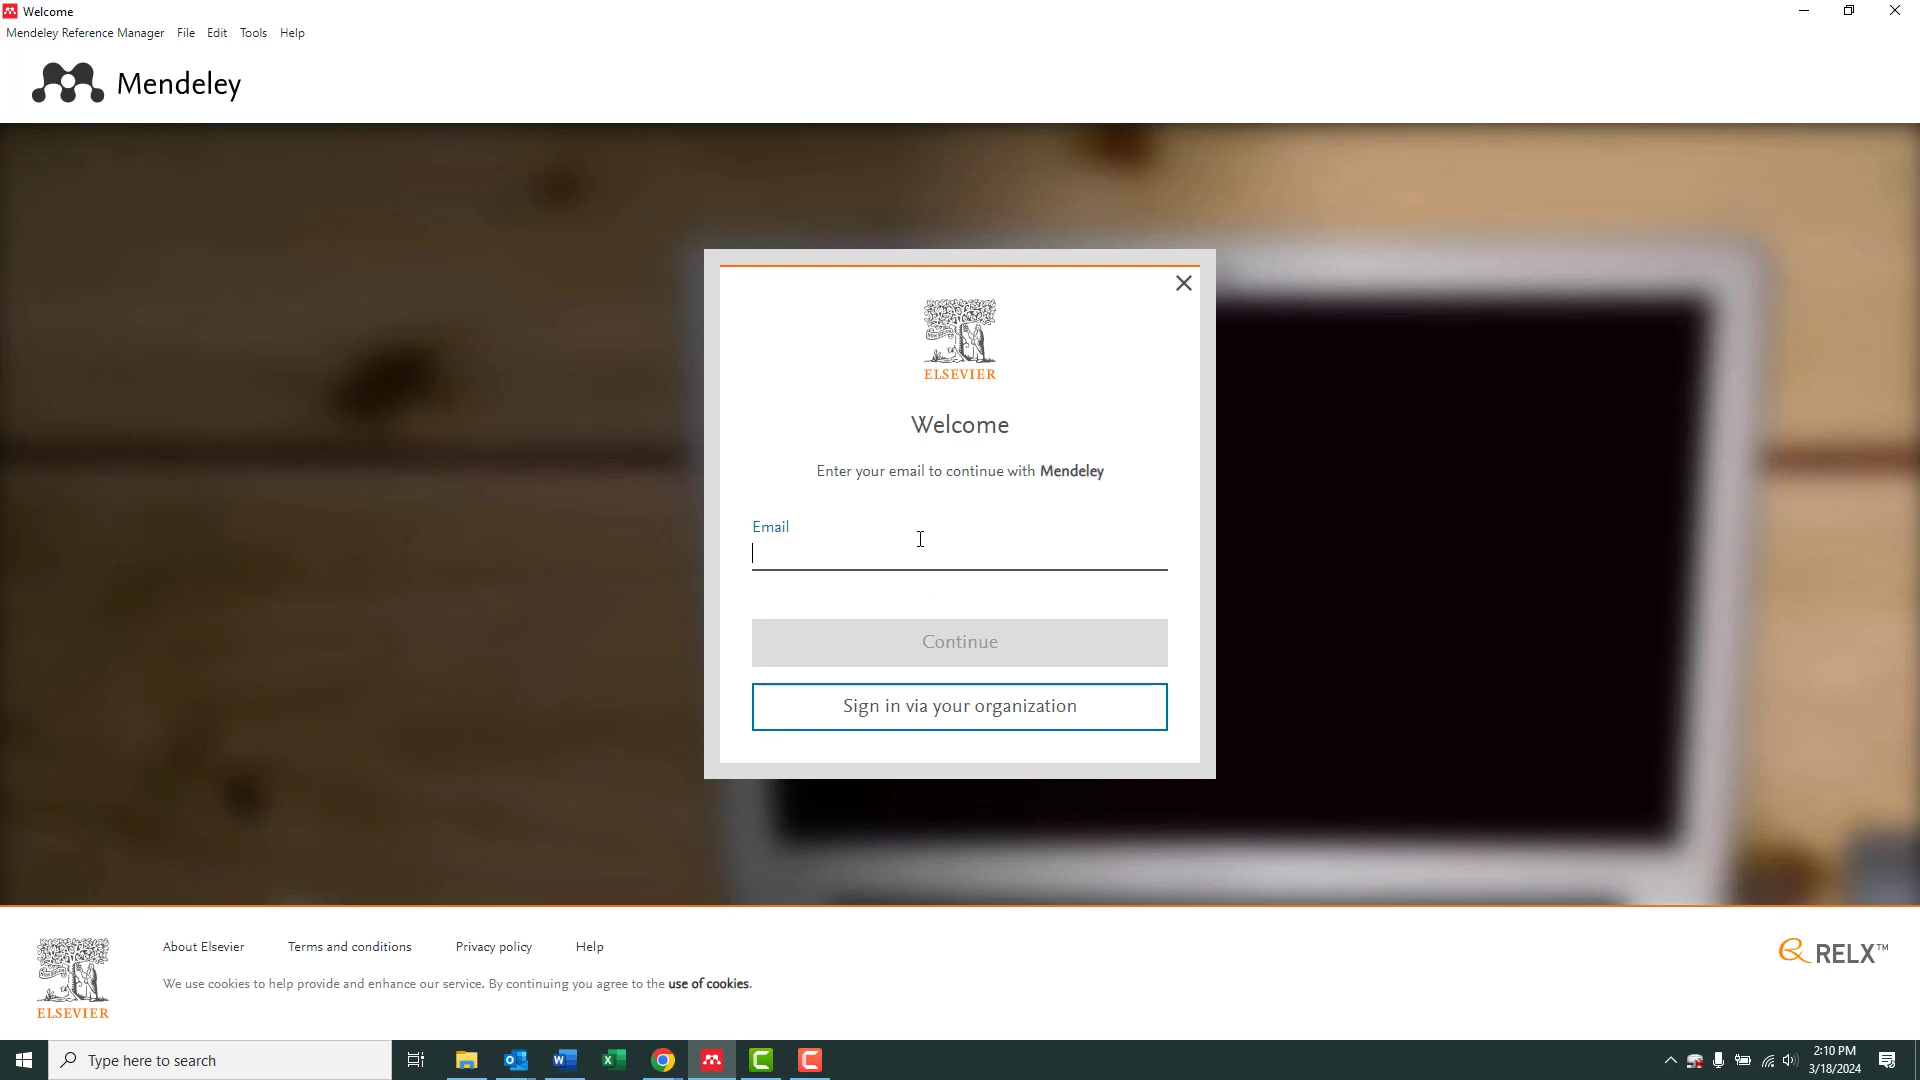 Welcome
Mendeley Reference Manager File Edit Tools Help
Mendeley
ELSEVIER
Welcome
Enter your email to continue with Mendeley
Email
Continue
Sign in via your organization
About Elsevier Terms and conditions Privacy policy Help
RELX™
We use cookies to help provide and enhance our service. By continuing you agree to the use of cookies.
ELSEVIER
Type here to search
2:10 PM
3/18/2024